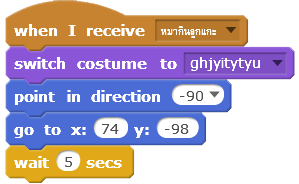 when I receive หมากินลูกแกะ
switch costume to ghjyitytyu
point in direction -90
go to x: 74 y: -98
wait 5 secs